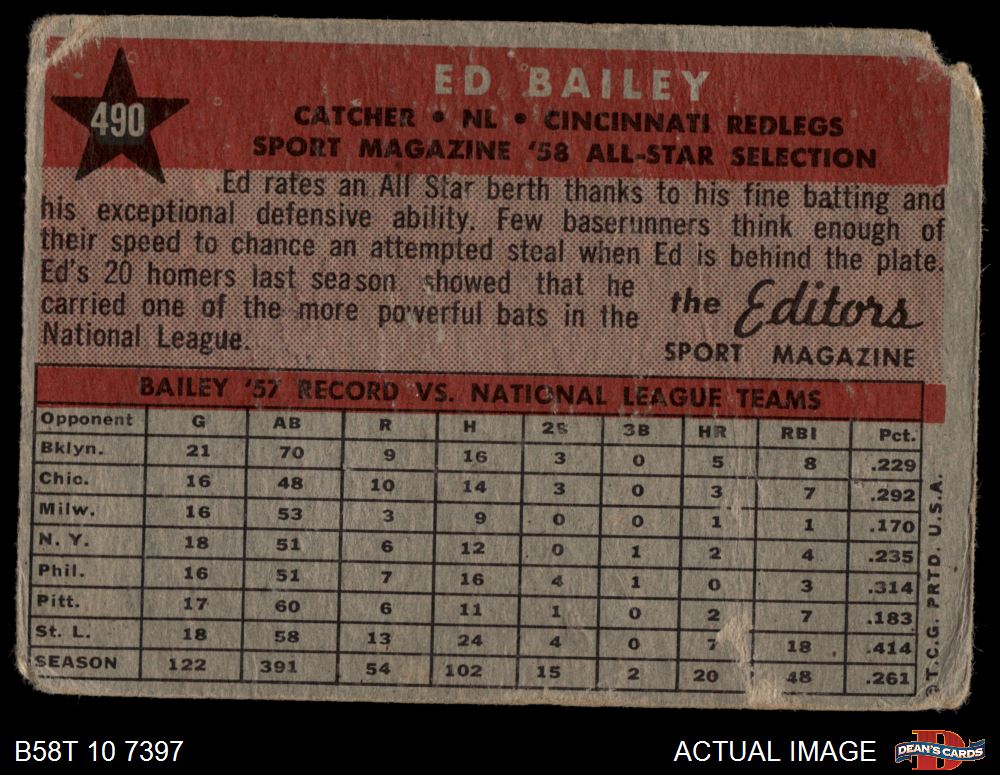 490
ED BAILEY
CATCHER • NL • CINCINNATI REDLEGS
SPORT MAGAZINE '58 ALL-STAR SELECTION
Ed rates an All Star berth thanks to his fine batting and
his exceptional defensive ability. Few baserunners think enough of
their speed to chance an attempted steal when Ed is behind the plate.
Ed's 20 homers last season showed that he
carried one of the more powerful bats in the
National League.
the Editors
SPORT MAGAZINE
BAILEY '57 RECORD VS. NATIONAL LEAGUE TEAMS
Opponent G AB R H 2B 3B HR RBI Pct.
Bklyn. 21 70 9 16 3 0 5 8 .229
Chic. 16 48 10 14 3 0 3 7 .292
Milw. 16 53 3 9 0 0 1 1 .170
N. Y. 18 51 6 12 0 1 2 4 .235
Phil. 16 51 7 16 4 1 0 3 .314
Pitt. 17 60 6 11 1 0 2 7 .183
St. L. 18 58 13 24 4 0 7 18 .414
SEASON 122 391 54 102 15 2 20 48 .261
©T.C.G. PRTD. U.S.A.
B58T 10 7397
ACTUAL IMAGE
DEAN'S CARDS